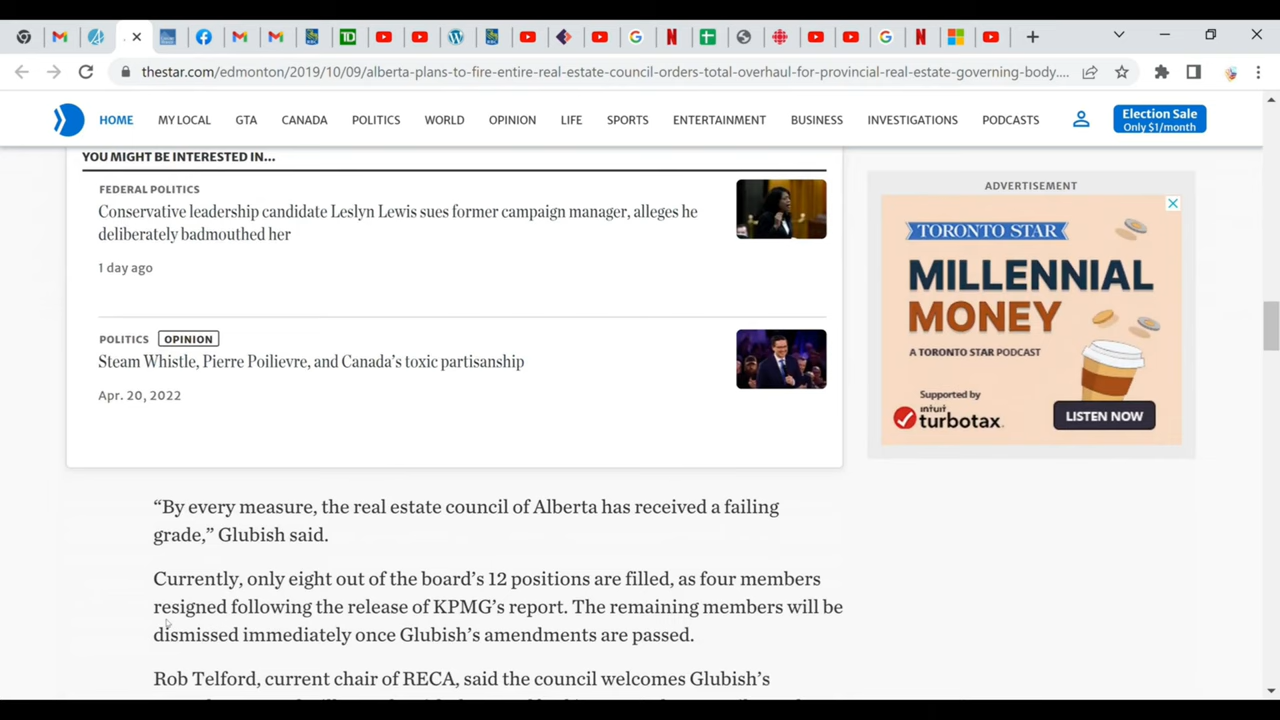 thestar.com/edmonton/2019/10/09/alberta-plans-to-fire-entire-real-estate-council-orders-total-overhaul-for-provincial-real-estate-governing-body....
HOME MY LOCAL GTA CANADA POLITICS WORLD OPINION LIFE SPORTS ENTERTAINMENT BUSINESS INVESTIGATIONS PODCASTS
Election Sale
Only $1/month
YOU MIGHT BE INTERESTED IN...
FEDERAL POLITICS
Conservative leadership candidate Leslyn Lewis sues former campaign manager, alleges he
deliberately badmouthed her
1 day ago
POLITICS OPINION
Steam Whistle, Pierre Poilievre, and Canada’s toxic partisanship
Apr. 20, 2022
ADVERTISEMENT
TORONTO STAR
MILLENNIAL
MONEY
A TORONTO STAR PODCAST
Supported by
intuit
turbotax
LISTEN NOW
“By every measure, the real estate council of Alberta has received a failing
grade,” Glubish said.
Currently, only eight out of the board’s 12 positions are filled, as four members
resigned following the release of KPMG’s report. The remaining members will be
dismissed immediately once Glubish’s amendments are passed.
Rob Telford, current chair of RECA, said the council welcomes Glubish’s